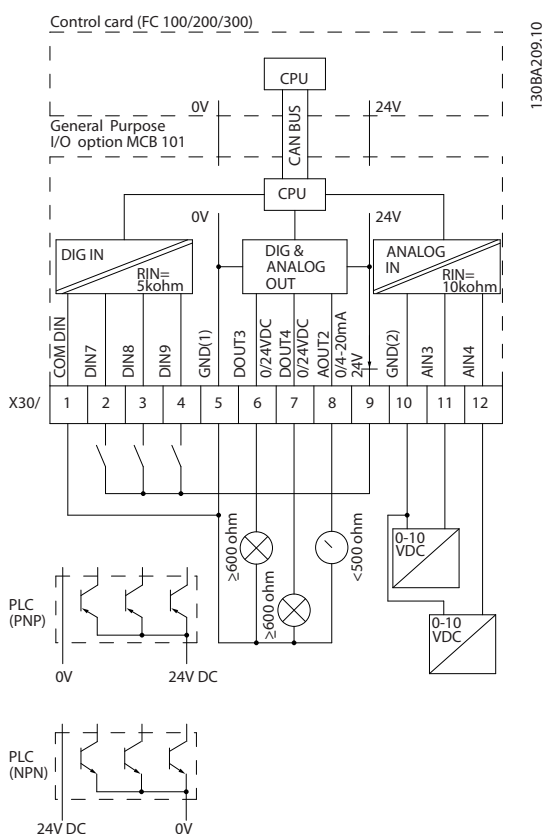 Control card (FC 100/200/300)
130BA209.10
CPU
0V
24V
CAN BUS
General Purpose
I/O option MCB 101
CPU
0V
24V
DIG IN
RIN=
5kohm
DIG &
ANALOG
OUT
ANALOG
IN
RIN=
10kohm
COM DIN
DIN7
DIN8
DIN9
GND(1)
DOUT3
0/24VDC
DOUT4
0/24VDC
AOUT2
0/4-20mA
24V
GND(2)
AIN3
AIN4
X30/ 1 2 3 4 5 6 7 8 9 10 11 12
≥600 ohm
≥600 ohm
<500 ohm
0-10
VDC
0-10
VDC
PLC
(PNP)
0V
24V DC
PLC
(NPN)
24V DC
0V